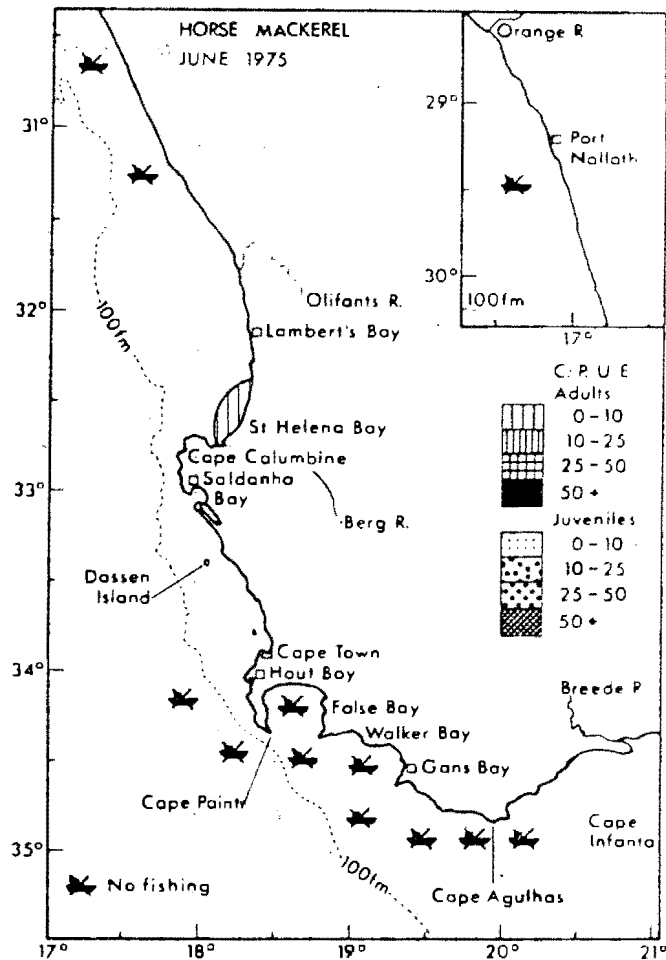 HORSE MACKEREL
JUNE 1975
Orange R
29°
Port
Nolloth
30°
100fm
17°
31°
32°
33°
34°
35°
100fm
Olifants R.
Lambert's Bay
St Helena Bay
Cape Calumbine
Saldanha
Bay
Berg R.
Dassen
Island
Cape Town
Hout Bay
False Bay
Walker Bay
Gans Bay
Breede R
Cape Point
Cape
Infanta
Cape Agulhas
100fm
No fishing
C.P.U.E
Adults
0-10
10-25
25-50
50+
Juveniles
0-10
10-25
25-50
50+
17° 18° 19° 20° 21°